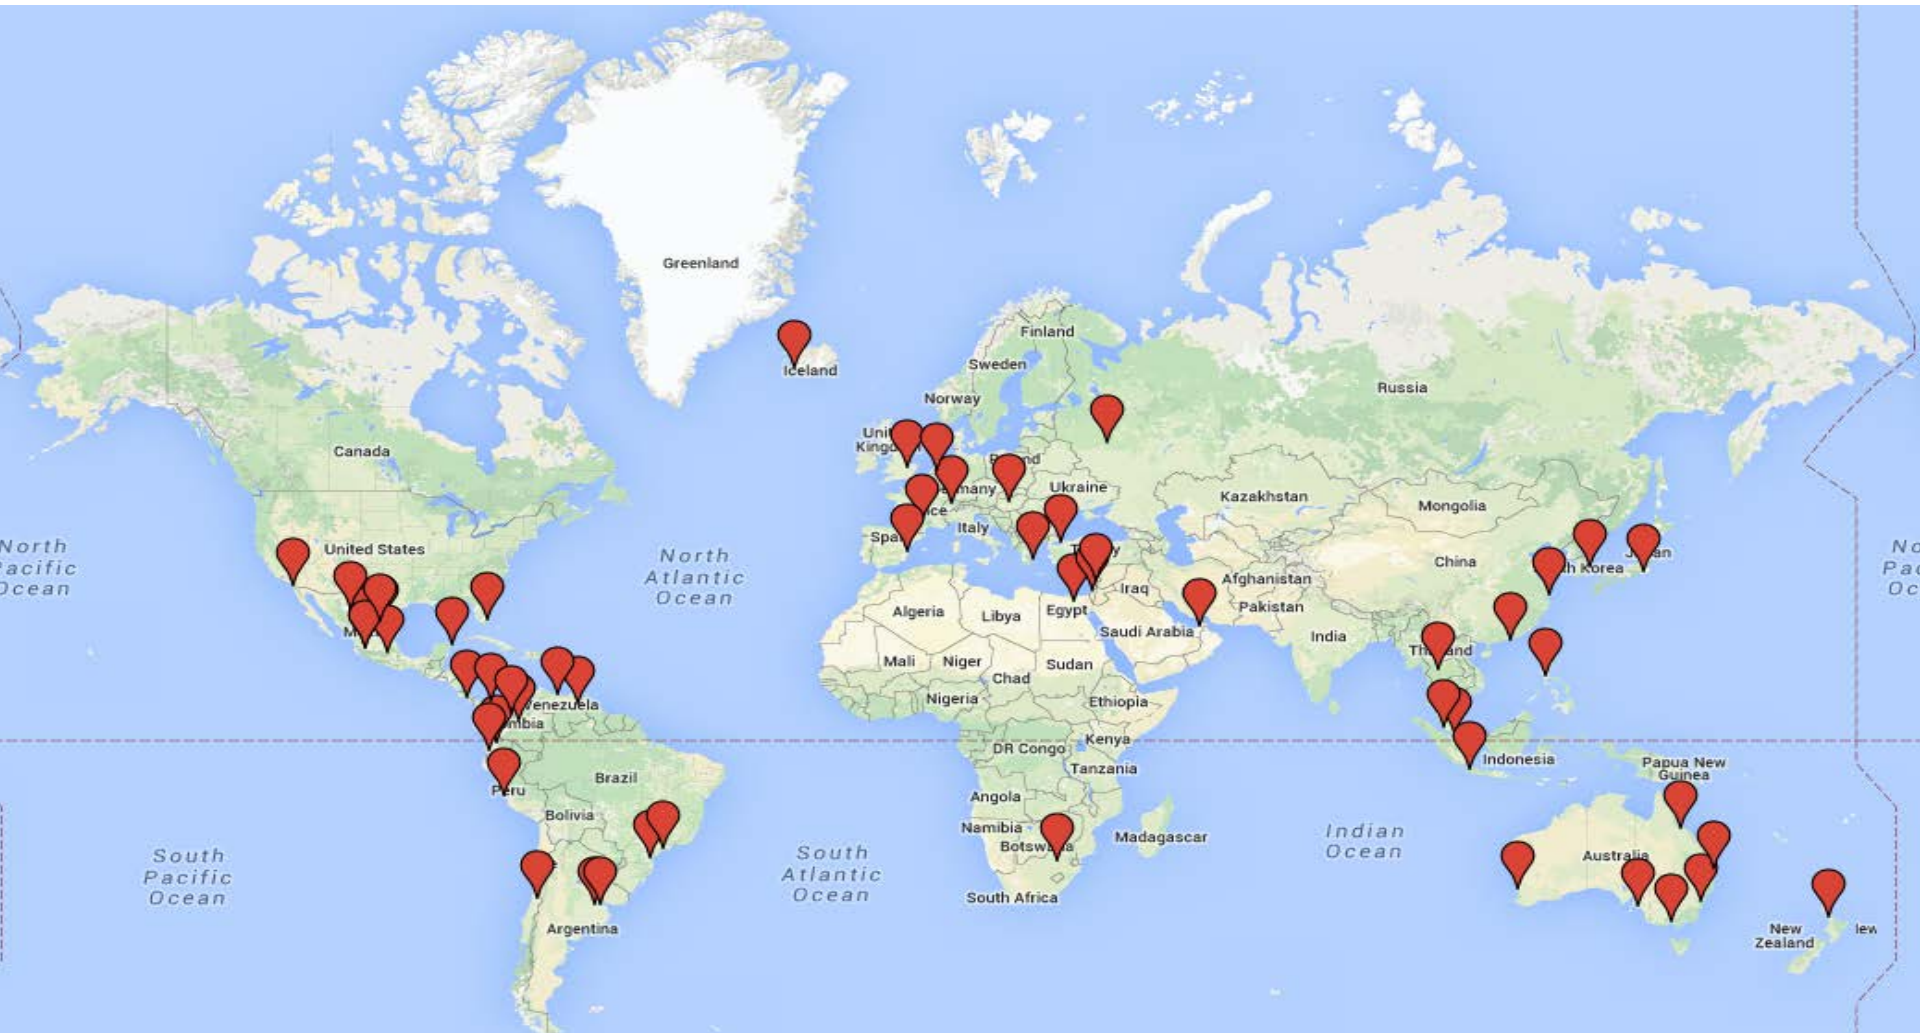 Greenland
Finland
Iceland
Sweden
Russia
Norway
Canada
Ukraine
Kazakhstan
Mongolia
Italy
United States
North
Atlantic
Ocean
North
acific
Ocean
China
Afghanistan
Iraq
Pakistan
Algeria
Libya
Egypt
Saudi Arabia
India
Mali
Niger
Sudan
Chad
Nigeria
Ethiopia
Kenya
DR Congo
Tanzania
Indonesia
Papua New
Guinea
Brazil
Peru
Angola
Bolivia
Namibia
Madagascar
Indian
Ocean
South
Pacific
Ocean
South
Atlantic
Ocean
Australia
South Africa
Argentina
New
Zealand